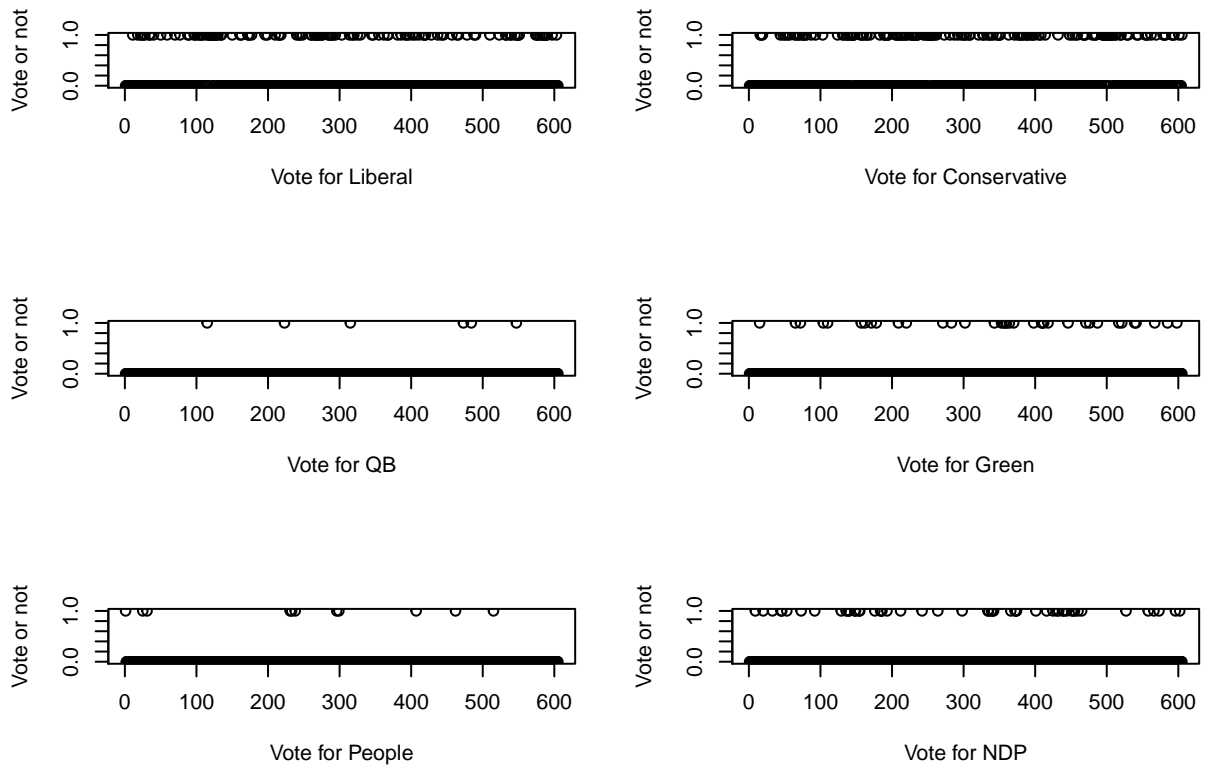 Vote or not
1.0
0.0
0 100 200 300 400 500 600
Vote for Liberal
Vote or not
1.0
0.0
0 100 200 300 400 500 600
Vote for Conservative
Vote or not
1.0
0.0
0 100 200 300 400 500 600
Vote for QB
Vote or not
1.0
0.0
0 100 200 300 400 500 600
Vote for Green
Vote or not
1.0
0.0
0 100 200 300 400 500 600
Vote for People
Vote or not
1.0
0.0
0 100 200 300 400 500 600
Vote for NDP